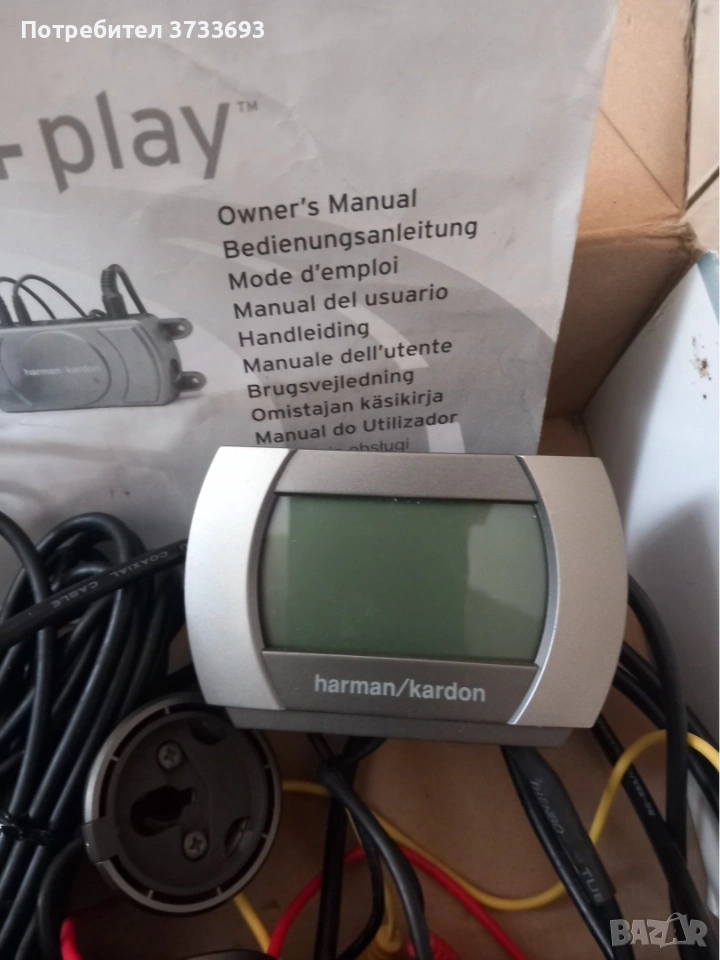 Потребител 3733693
+play™
Owner's Manual
Bedienungsanleitung
Mode d'emploi
Manual del usuario
Handleiding
Manuale dell'utente
Brugsvejledning
Omistajan käsikirja
Manual do Utilizador
obsługi
harman/kardon
harman/kardon
COAXIAL
CABLE
BAZAR